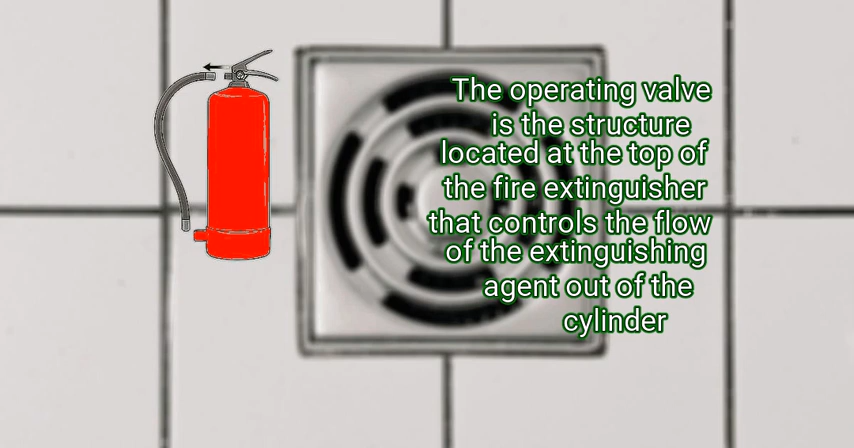 The operating valve
is the structure
located at the top of
the fire extinguisher
that controls the flow
of the extinguishing
agent out of the
cylinder